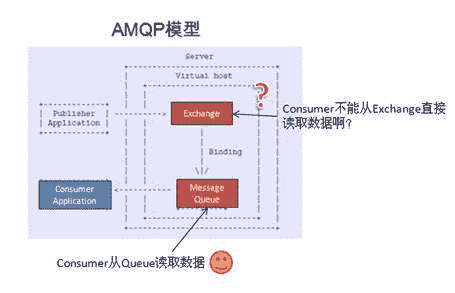 AMQP模型
Server
Virtual host
?
Publisher
Application
Exchange
Consumer不能从Exchange直接
读取数据啊?
Binding
Consumer
Application
Message
Queue
Consumer从Queue读取数据